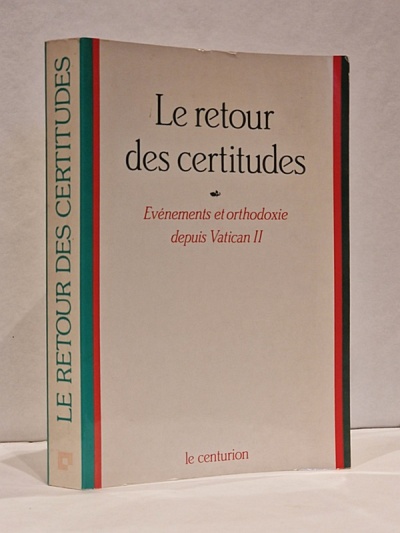 LE RETOUR DES CERTITUDES
Le retour
des certitudes
Evénements et orthodoxie
depuis Vatican II
le centurion